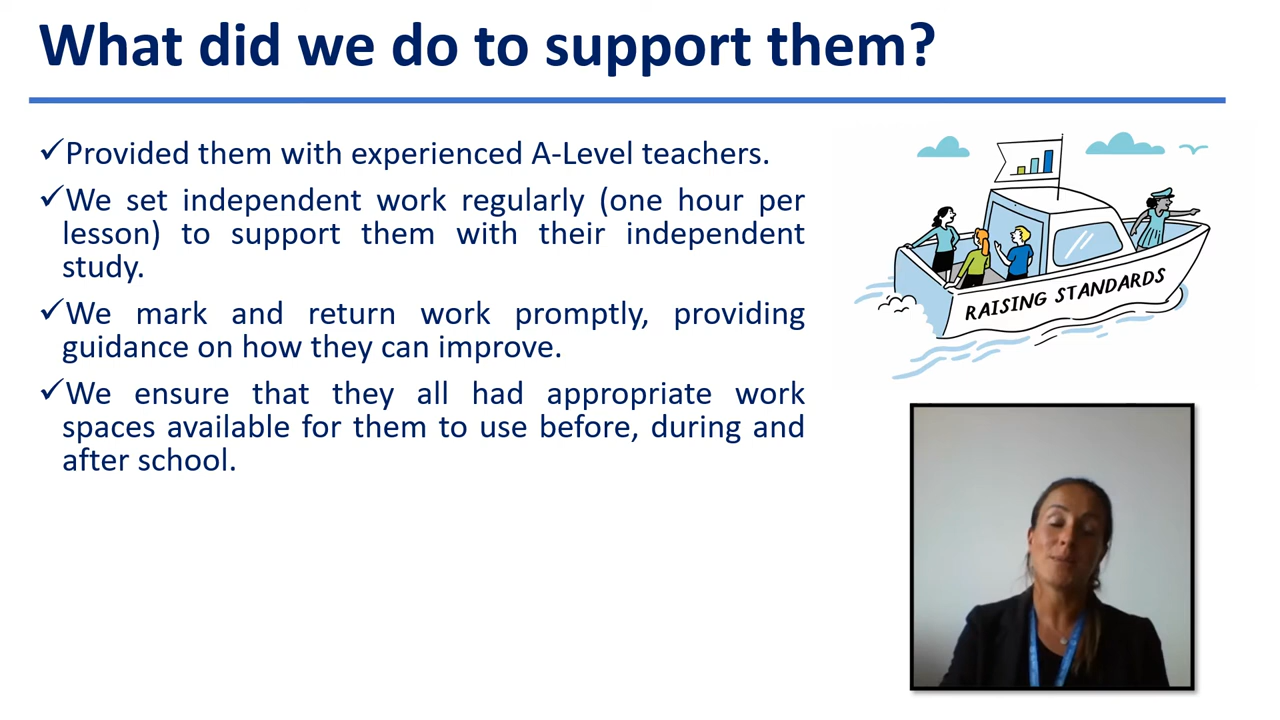 What did we do to support them?
✓Provided them with experienced A-Level teachers.
✓We set independent work regularly (one hour per
lesson) to support them with their independent
study.
✓We mark and return work promptly, providing
guidance on how they can improve.
✓We ensure that they all had appropriate work
spaces available for them to use before, during and
after school.
RAISING STANDARDS